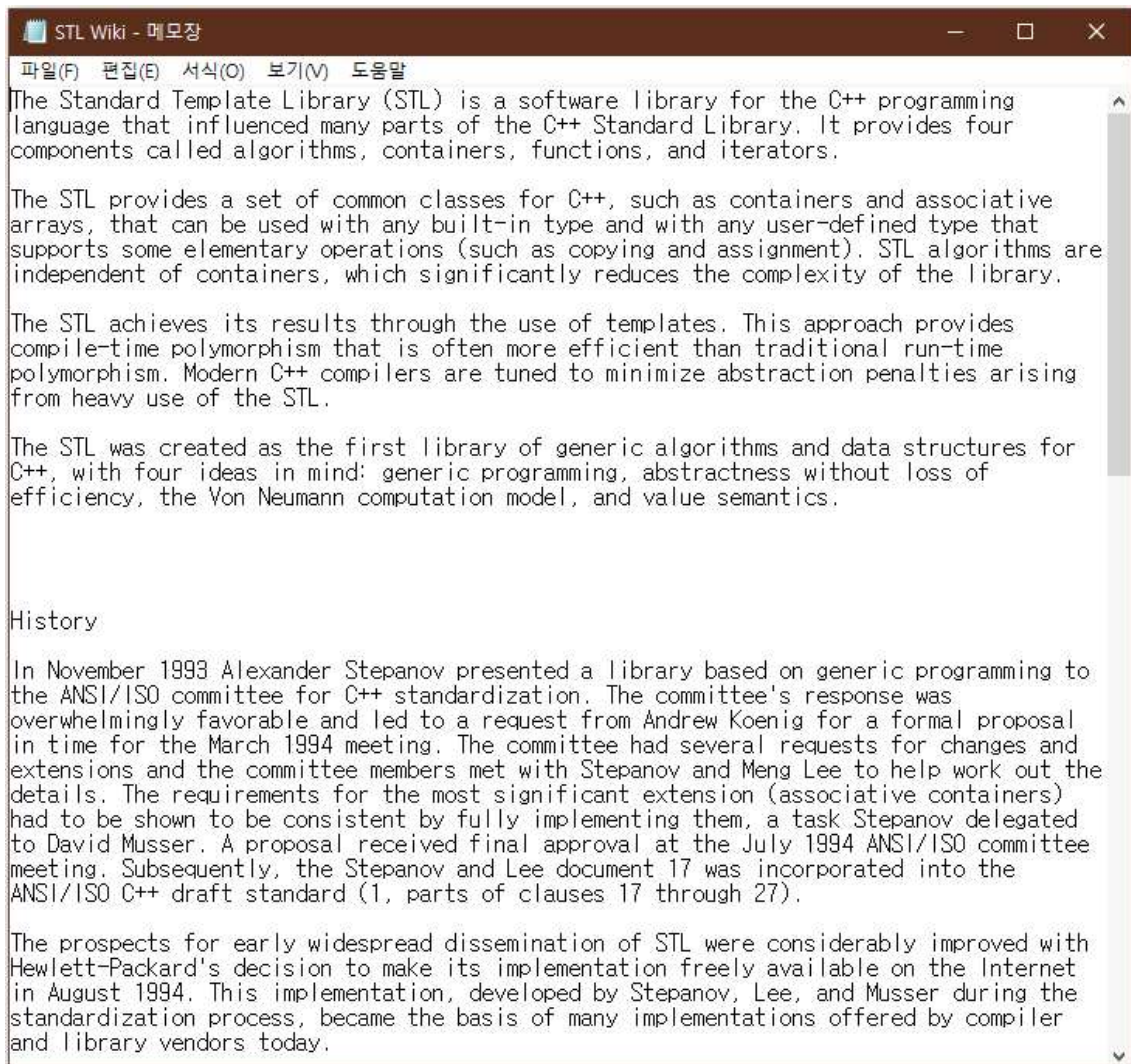 STL Wiki - 메모장
파일(F) 편집(E) 서식(O) 보기(V) 도움말
The Standard Template Library (STL) is a software library for the C++ programming
language that influenced many parts of the C++ Standard Library. It provides four
components called algorithms, containers, functions, and iterators.
The STL provides a set of common classes for C++, such as containers and associative
arrays, that can be used with any built-in type and with any user-defined type that
supports some elementary operations (such as copying and assignment). STL algorithms are
independent of containers, which significantly reduces the complexity of the library.
The STL achieves its results through the use of templates. This approach provides
compile-time polymorphism that is often more efficient than traditional run-time
polymorphism. Modern C++ compilers are tuned to minimize abstraction penalties arising
from heavy use of the STL.
The STL was created as the first library of generic algorithms and data structures for
C++, with four ideas in mind: generic programming, abstractness without loss of
efficiency, the Von Neumann computation model, and value semantics.
History
In November 1993 Alexander Stepanov presented a library based on generic programming to
the ANSI/ISO committee for C++ standardization. The committee's response was
overwhelmingly favorable and led to a request from Andrew Koenig for a formal proposal
in time for the March 1994 meeting. The committee had several requests for changes and
extensions and the committee members met with Stepanov and Meng Lee to help work out the
details. The requirements for the most significant extension (associative containers)
had to be shown to be consistent by fully implementing them, a task Stepanov delegated
to David Musser. A proposal received final approval at the July 1994 ANSI/ISO committee
meeting. Subsequently, the Stepanov and Lee document 17 was incorporated into the
ANSI/ISO C++ draft standard (1, parts of clauses 17 through 27).
The prospects for early widespread dissemination of STL were considerably improved with
Hewlett-Packard's decision to make its implementation freely available on the Internet
in August 1994. This implementation, developed by Stepanov, Lee, and Musser during the
standardization process, became the basis of many implementations offered by compiler
and library vendors today.